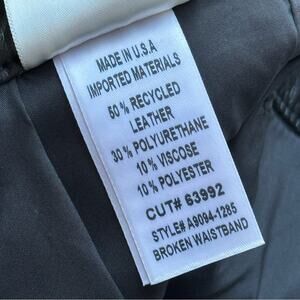 MADE IN U.S.A
IMPORTED MATERIALS
50% RECYCLED
LEATHER
30% POLYURETHANE
10% VISCOSE
10% POLYESTER
CUT# 63992
STYLE# A9094-1285
BROKEN WAISTBAND